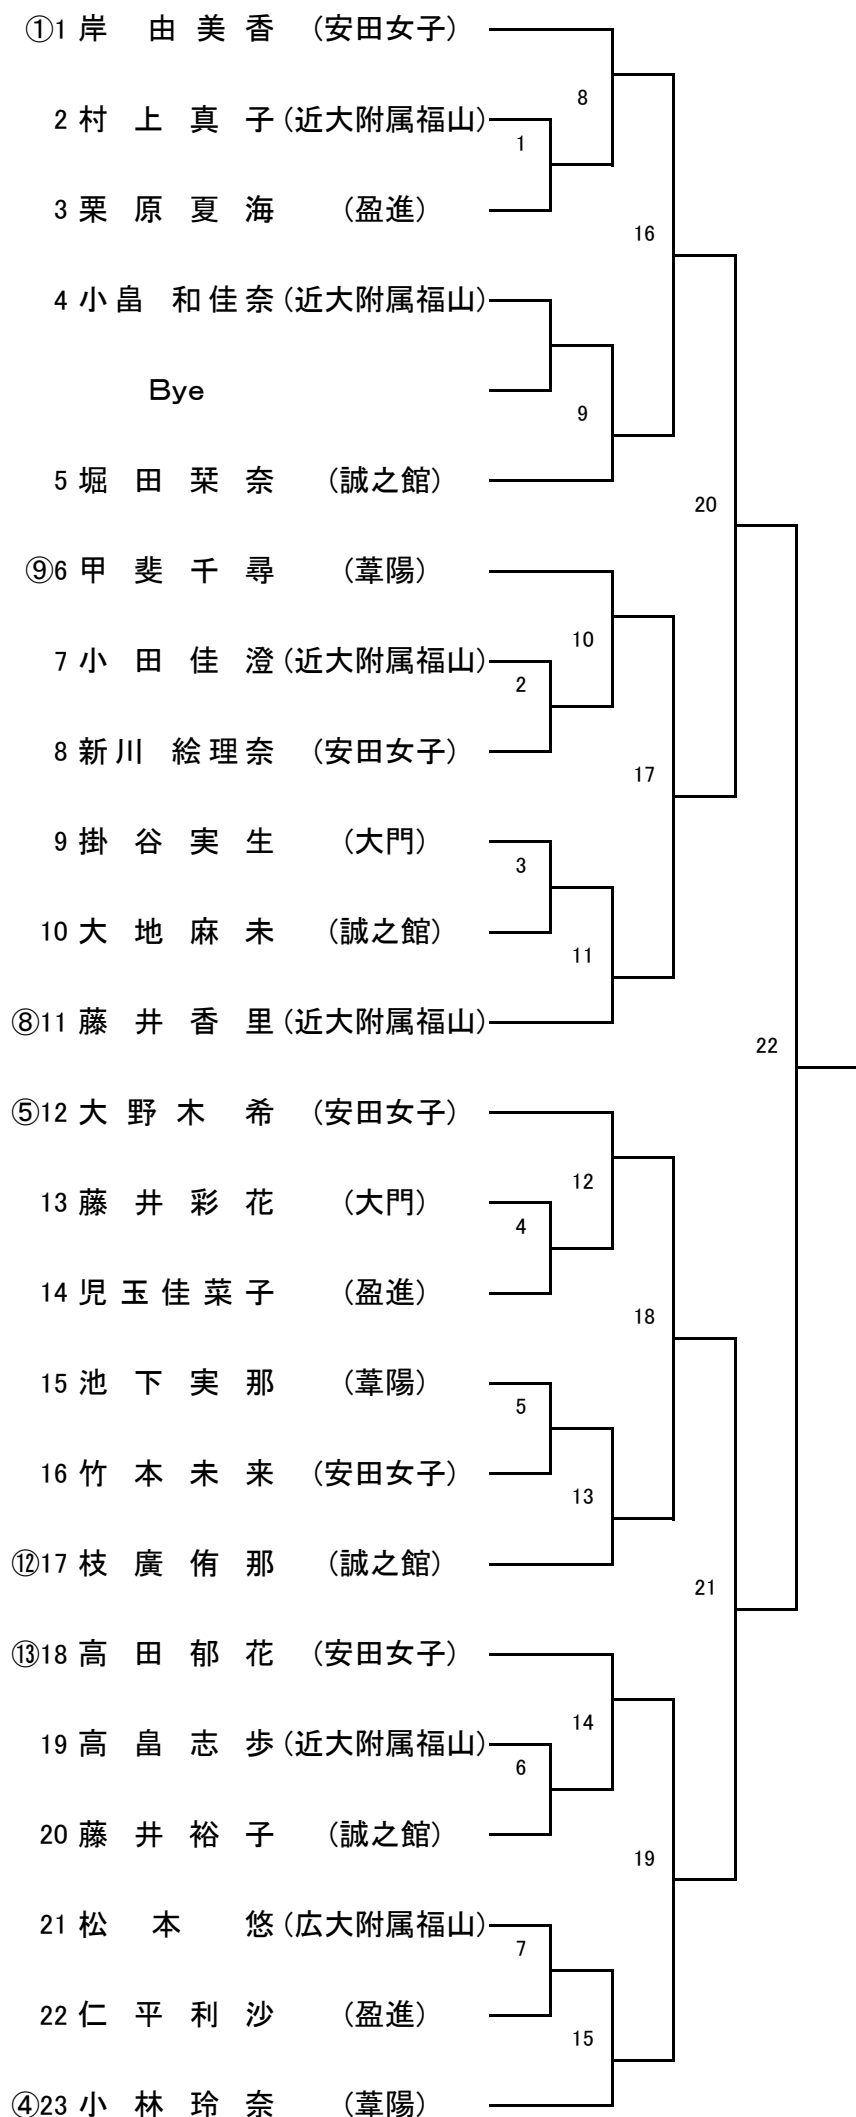 ①1 岸 由美香 (安田女子)
8
2 村上真子 (近大附属福山)
1
3 栗原夏海 (盈進)
16
4 小畠 和佳奈 (近大附属福山)
Bye
9
5 堀田栞奈 (誠之館)
20
⑨6 甲斐千尋 (葦陽)
10
7 小田佳澄 (近大附属福山)
2
8 新川 絵理奈 (安田女子)
17
9 掛谷実生 (大門)
3
10 大地麻未 (誠之館)
11
⑧11 藤井香里 (近大附属福山)
22
⑤12 大野木 希 (安田女子)
12
13 藤井彩花 (大門)
4
14 児玉佳菜子 (盈進)
18
15 池下実那 (葦陽)
5
16 竹本未来 (安田女子)
13
⑫17 枝廣侑那 (誠之館)
21
⑬18 高田郁花 (安田女子)
14
19 高畠志歩 (近大附属福山)
6
20 藤井裕子 (誠之館)
19
21 松本 悠 (広大附属福山)
7
22 仁平利沙 (盈進)
15
④23 小林玲奈 (葦陽)